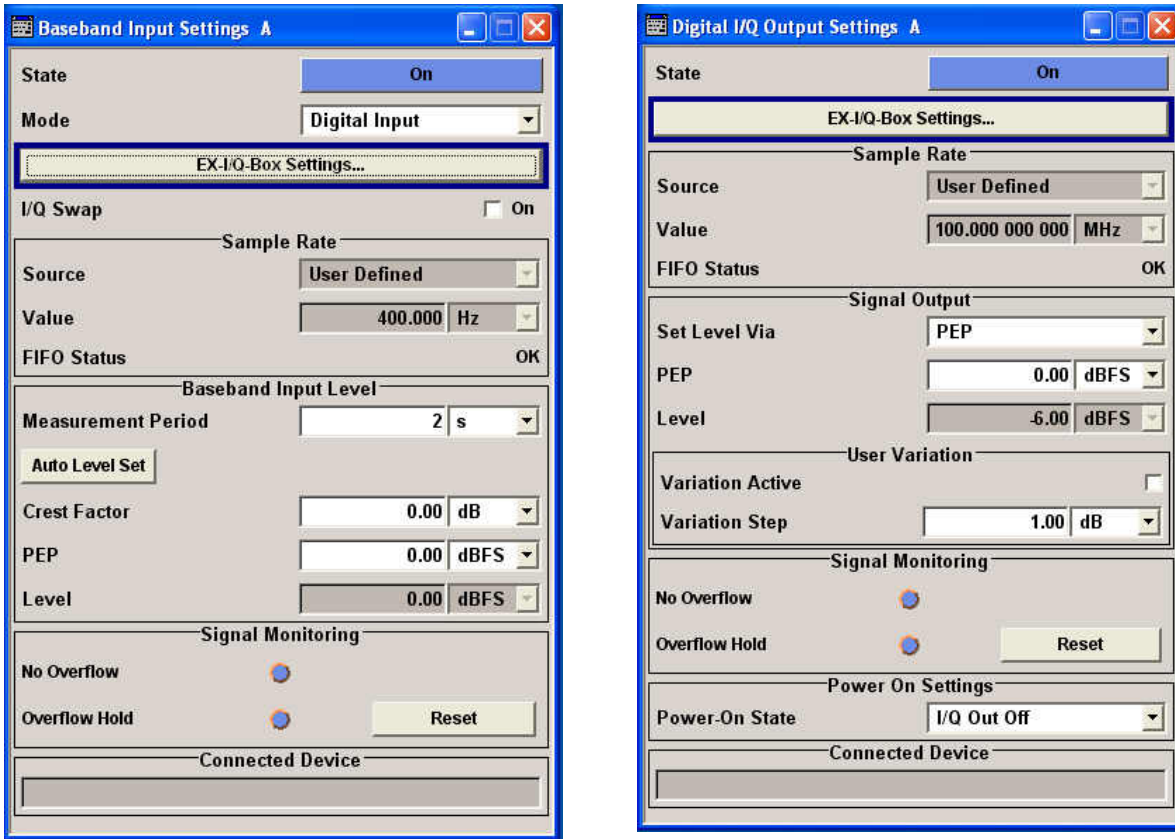 Baseband Input Settings A
State On
Mode Digital Input
EX-I/Q-Box Settings...
I/Q Swap On
Sample Rate
Source User Defined
Value 400.000 Hz
FIFO Status OK
Baseband Input Level
Measurement Period 2 s
Auto Level Set
Crest Factor 0.00 dB
PEP 0.00 dBFS
Level 0.00 dBFS
Signal Monitoring
No Overflow
Overflow Hold Reset
Connected Device
Digital I/Q Output Settings A
State On
EX-I/Q-Box Settings...
Sample Rate
Source User Defined
Value 100.000 000 000 MHz
FIFO Status OK
Signal Output
Set Level Via PEP
PEP 0.00 dBFS
Level -6.00 dBFS
User Variation
Variation Active
Variation Step 1.00 dB
Signal Monitoring
No Overflow
Overflow Hold Reset
Power On Settings
Power-On State I/Q Out Off
Connected Device